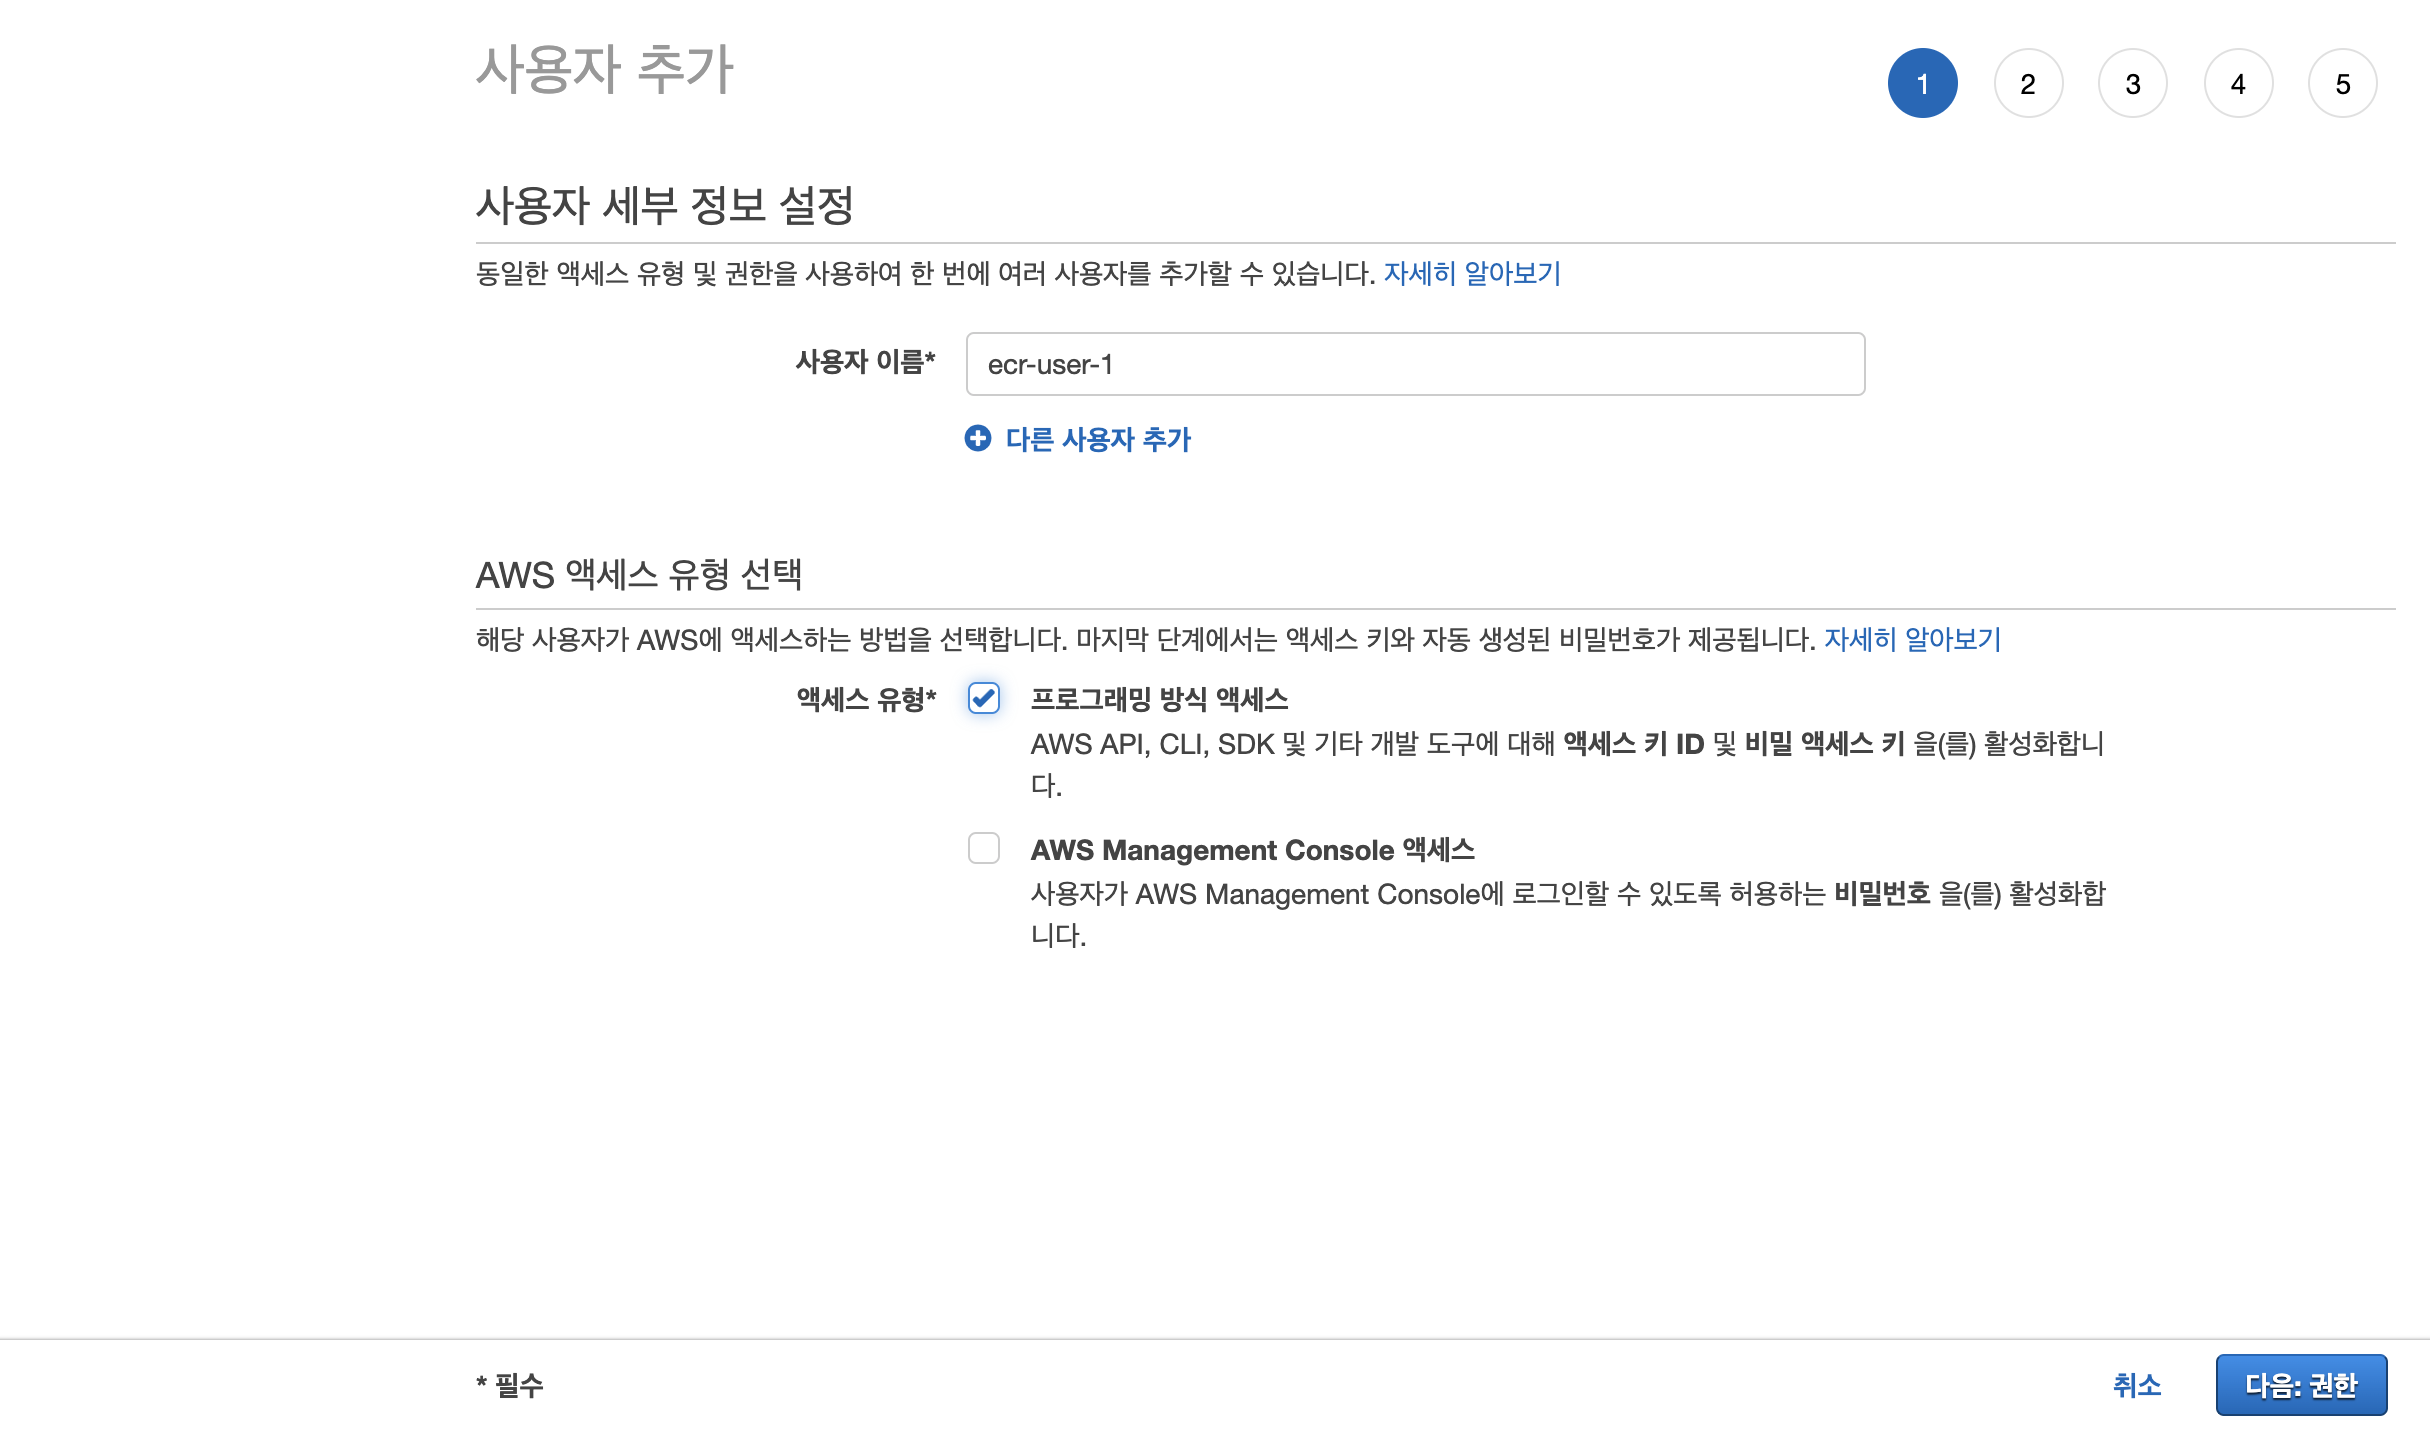 사용자 추가
1 2 3 4 5
사용자 세부 정보 설정
동일한 액세스 유형 및 권한을 사용하여 한 번에 여러 사용자를 추가할 수 있습니다. 자세히 알아보기
사용자 이름* ecr-user-1
다른 사용자 추가
AWS 액세스 유형 선택
해당 사용자가 AWS에 액세스하는 방법을 선택합니다. 마지막 단계에서는 액세스 키와 자동 생성된 비밀번호가 제공됩니다. 자세히 알아보기
액세스 유형* 프로그래밍 방식 액세스
AWS API, CLI, SDK 및 기타 개발 도구에 대해 액세스 키 ID 및 비밀 액세스 키 을(를) 활성화합니
다.
AWS Management Console 액세스
사용자가 AWS Management Console에 로그인할 수 있도록 허용하는 비밀번호 을(를) 활성화합
니다.
* 필수 취소 다음: 권한